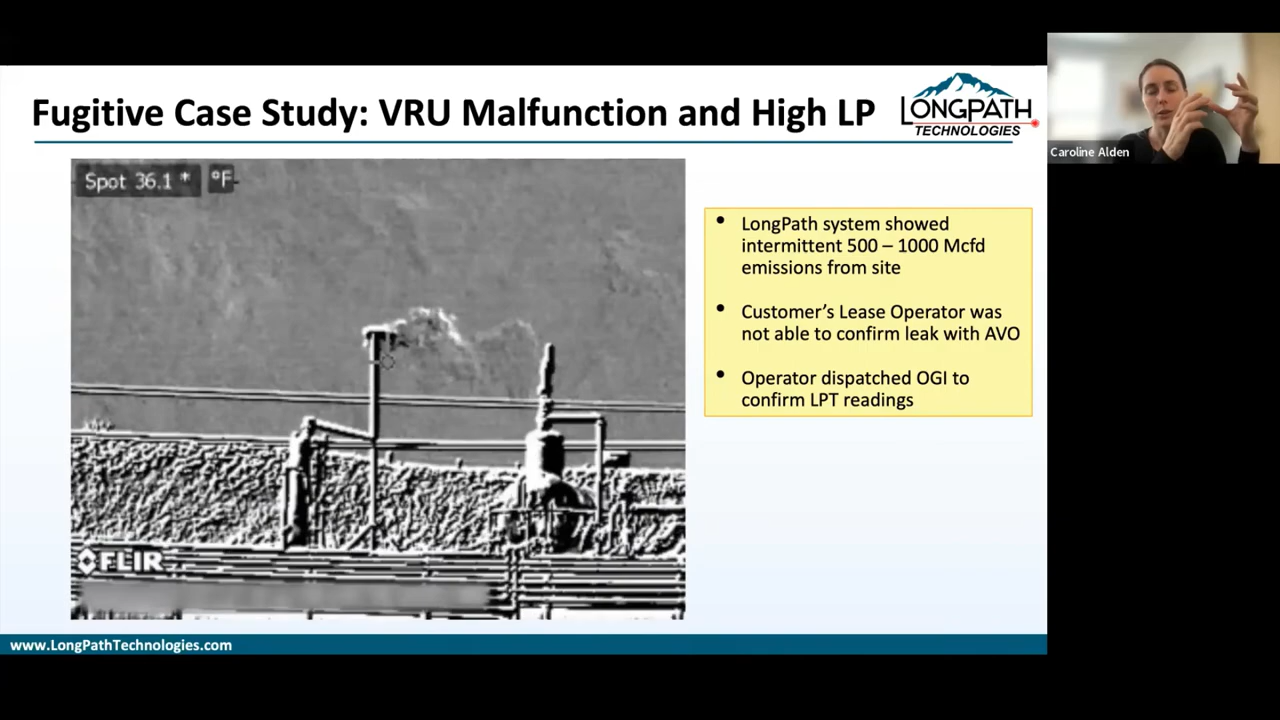 Fugitive Case Study: VRU Malfunction and High LP
LONGPATH
TECHNOLOGIES
Caroline Alden
Spot 36.1 * °F
• LongPath system showed
intermittent 500 – 1000 Mcfd
emissions from site
• Customer's Lease Operator was
not able to confirm leak with AVO
• Operator dispatched OGI to
confirm LPT readings
FLIR
www.LongPathTechnologies.com